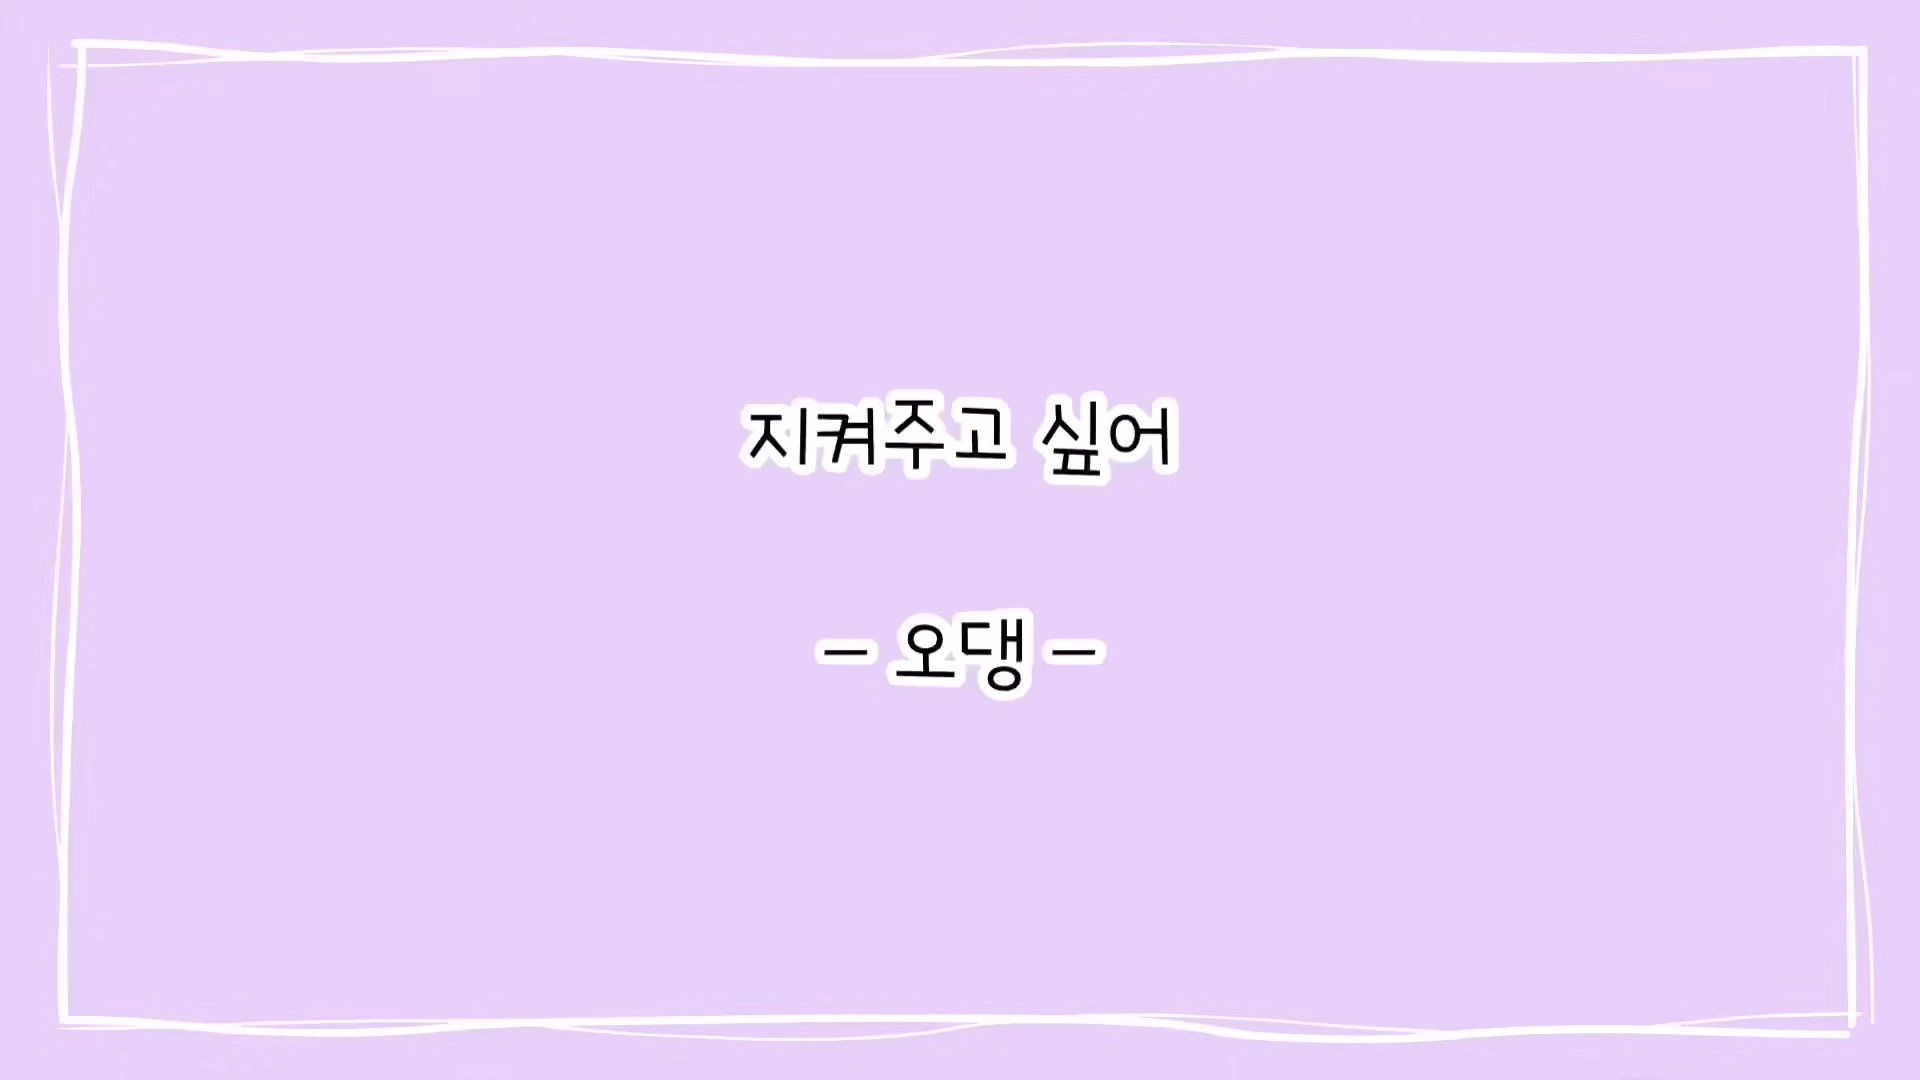 지켜주고 싶어
– 오댕 –